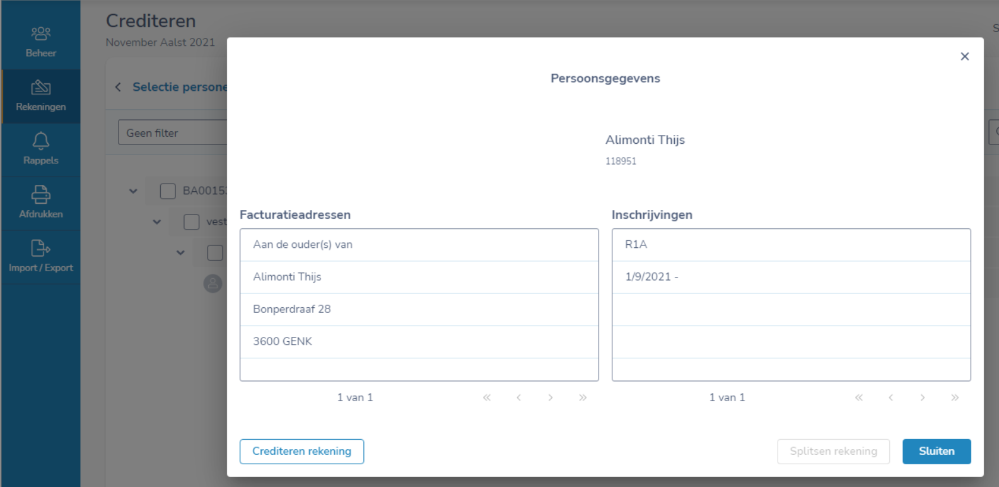 Beheer
Rekeningen
Rappels
Afdrukken
Import / Export
Crediteren
November Aalst 2021
Selectie persone
Geen filter
BA00153
vest
Persoonsgegevens
Alimonti Thijs
118951
Facturatieadressen
Aan de ouder(s) van
Alimonti Thijs
Bonperdraaf 28
3600 GENK
1 van 1
Inschrijvingen
R1A
1/9/2021 -
1 van 1
Crediteren rekening
Splitsen rekening
Sluiten